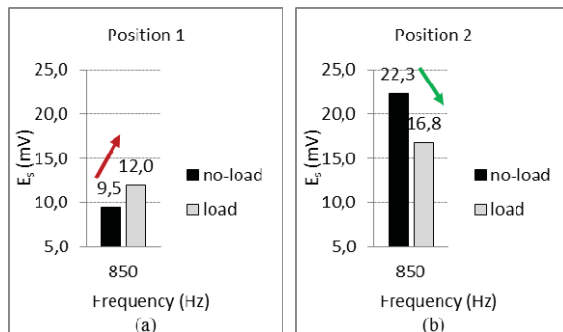 Position 1
25,0
20,0
15,0
10,0
5,0
E_s (mV)
9,5
12,0
no-load
load
850
Frequency (Hz)
(a)
Position 2
25,0
20,0
15,0
10,0
5,0
E_s (mV)
22,3
16,8
no-load
load
850
Frequency (Hz)
(b)